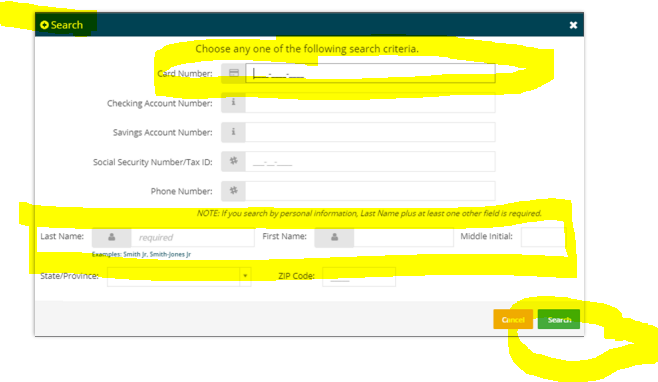 Search
Choose any one of the following search criteria.
Card Number: ____-____-____
Checking Account Number:
Savings Account Number:
Social Security Number/Tax ID: ___-__-____
Phone Number:
NOTE: If you search by personal information, Last Name plus at least one other field is required.
Last Name: required First Name: Middle Initial:
Examples: Smith Jr, Smith-Jones Jr
State/Province: ZIP Code: _____
Cancel Search